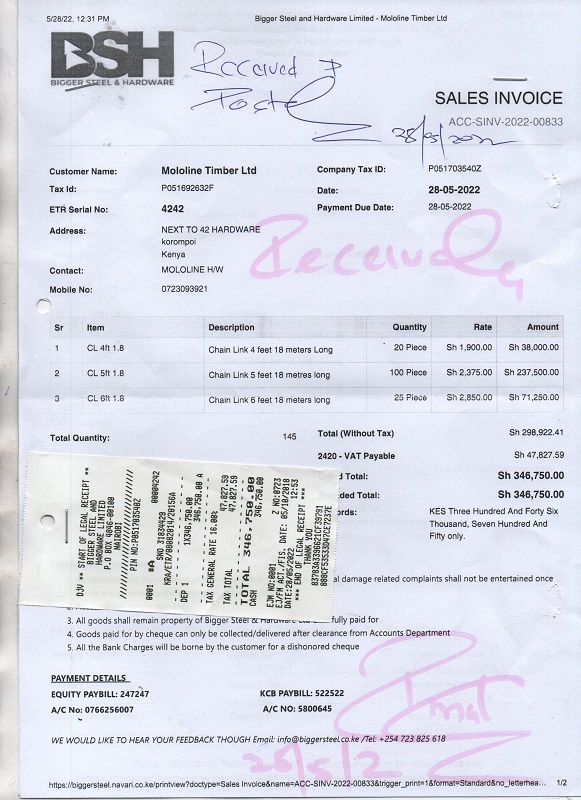 5/28/22, 12:31 PM
Bigger Steel and Hardware Limited - Mololine Timber Ltd
BSH
BIGGER STEEL & HARDWARE
Received &
Posted
28/05/2022
SALES INVOICE
ACC-SINV-2022-00833
Customer Name: Mololine Timber Ltd
Company Tax ID: P051703540Z
Tax Id: P051692632F
Date: 28-05-2022
ETR Serial No: 4242
Payment Due Date: 28-05-2022
Address: NEXT TO 42 HARDWARE
korompoi
Kenya
Contact: MOLOLINE H/W
Mobile No: 0723093921
Received
Sr Item Description Quantity Rate Amount
1 CL 4ft 1.8 Chain Link 4 feet 18 meters Long 20 Piece Sh 1,900.00 Sh 38,000.00
2 CL 5ft 1.8 Chain Link 5 feet 18 metres long 100 Piece Sh 2,375.00 Sh 237,500.00
3 CL 6ft 1.8 Chain Link 6 feet 18 meters long 25 Piece Sh 2,850.00 Sh 71,250.00
Total Quantity: 145
Total (Without Tax) Sh 298,922.41
2420 - VAT Payable Sh 47,827.59
d Total: Sh 346,750.00
ded Total: Sh 346,750.00
ords: KES Three Hundred And Forty Six
Thousand, Seven Hundred And
Fifty only.
DJD ** START OF LEGAL RECEIPT **
BIGGER STEEL AND
HARDWARE LIMITED
P.O BOX 4846-00100
NAIROBI
PIN NO:P051703540Z
0001 #A 00004242
SNO 31034429
KRA/ETR/00082014/20156A
DEP 1 1X346,750.00
346,750.00 A
TAX GENERAL RATE 16.00%
47,827.59
TAX TOTAL 47,827.59
TOTAL 346,750.00
CASH 346,750.00
EJM NO:0001 Z NO:0723
EJ/FM ACT./FIS. DATE: 05/10/2018
DATE:28/05/2022 12:53
*** END OF LEGAL RECEIPT ***
THANK YOU
al damage related complaints shall not be entertained once
3. All goods shall remain property of Bigger Steel & Hardware Ltd fully paid for
4. Goods paid for by cheque can only be collected/delivered after clearance from Accounts Department
5. All the Bank Charges will be borne by the customer for a dishonored cheque
PAYMENT DETAILS
EQUITY PAYBILL: 247247
KCB PAYBILL: 522522
A/C No: 0766256007
A/C NO: 5800645
WE WOULD LIKE TO HEAR YOUR FEEDBACK THOUGH Email: info@biggersteel.co.ke /Tel: +254 723 825 618
https://biggersteel.navari.co.ke/printview?doctype=Sales Invoice&name=ACC-SINV-2022-00833&trigger_print=1&format=Standard&no_letterhea...
1/2